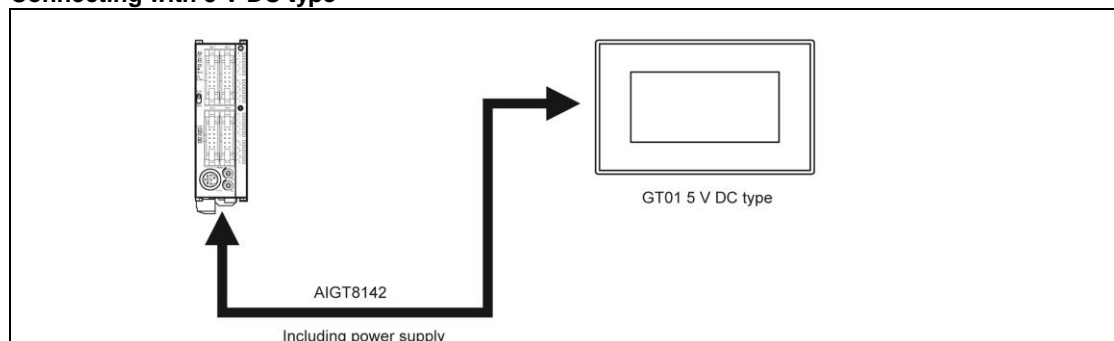 Connecting with 5 V DC type
GT01 5 V DC type
AIGT8142
Including power supply